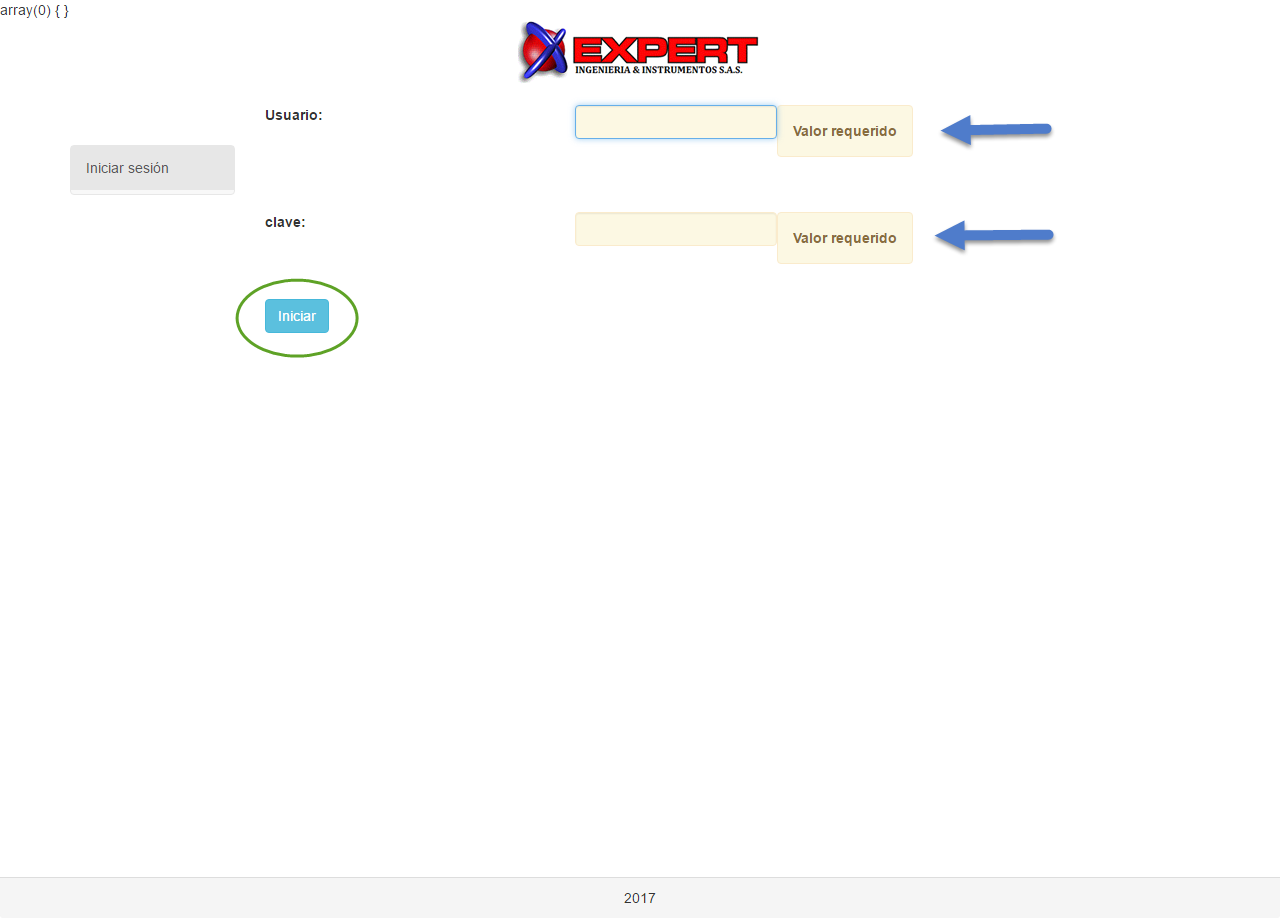 array(0) { }
EXPERT
INGENIERIA & INSTRUMENTOS S.A.S.
Usuario:
Valor requerido
Iniciar sesión
clave:
Valor requerido
Iniciar
2017